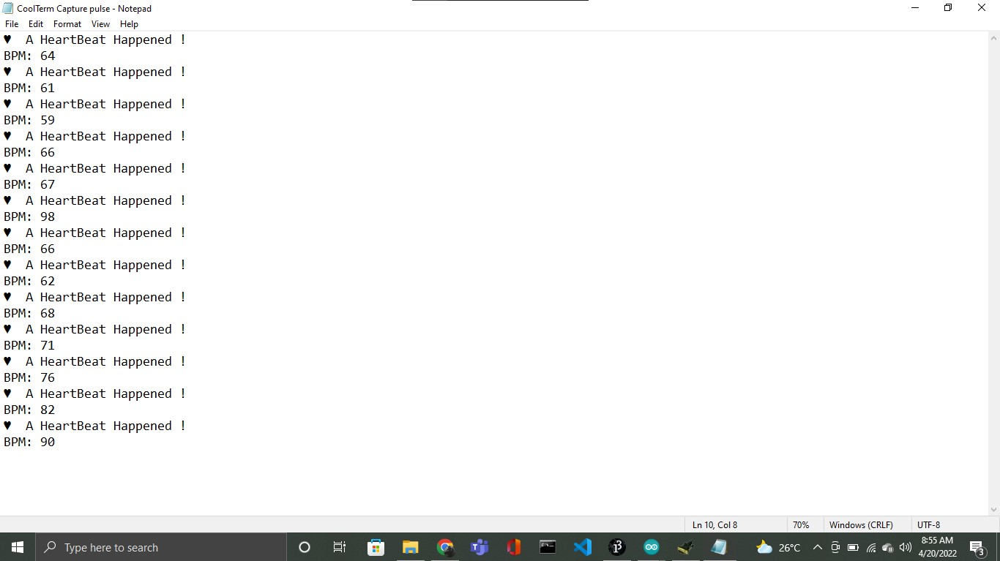 CoolTerm Capture pulse - Notepad
File Edit Format View Help
♥  A HeartBeat Happened !
BPM: 64
♥  A HeartBeat Happened !
BPM: 61
♥  A HeartBeat Happened !
BPM: 59
♥  A HeartBeat Happened !
BPM: 66
♥  A HeartBeat Happened !
BPM: 67
♥  A HeartBeat Happened !
BPM: 98
♥  A HeartBeat Happened !
BPM: 66
♥  A HeartBeat Happened !
BPM: 62
♥  A HeartBeat Happened !
BPM: 68
♥  A HeartBeat Happened !
BPM: 71
♥  A HeartBeat Happened !
BPM: 76
♥  A HeartBeat Happened !
BPM: 82
♥  A HeartBeat Happened !
BPM: 90
Ln 10, Col 8 70% Windows (CRLF) UTF-8
Type here to search
26°C
8:55 AM
4/20/2022
3